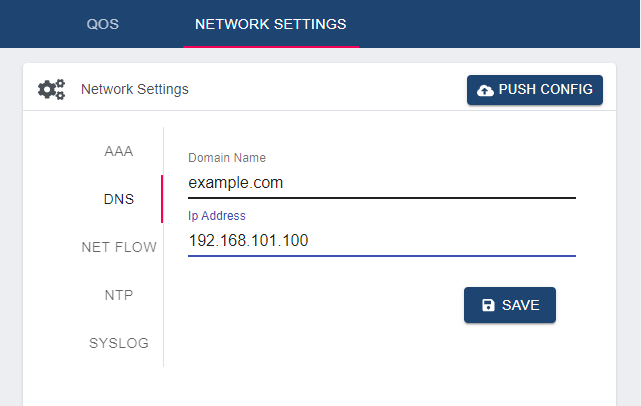 QOS NETWORK SETTINGS
Network Settings PUSH CONFIG
AAA
DNS
NET FLOW
NTP
SYSLOG
Domain Name
example.com
Ip Address
192.168.101.100
SAVE